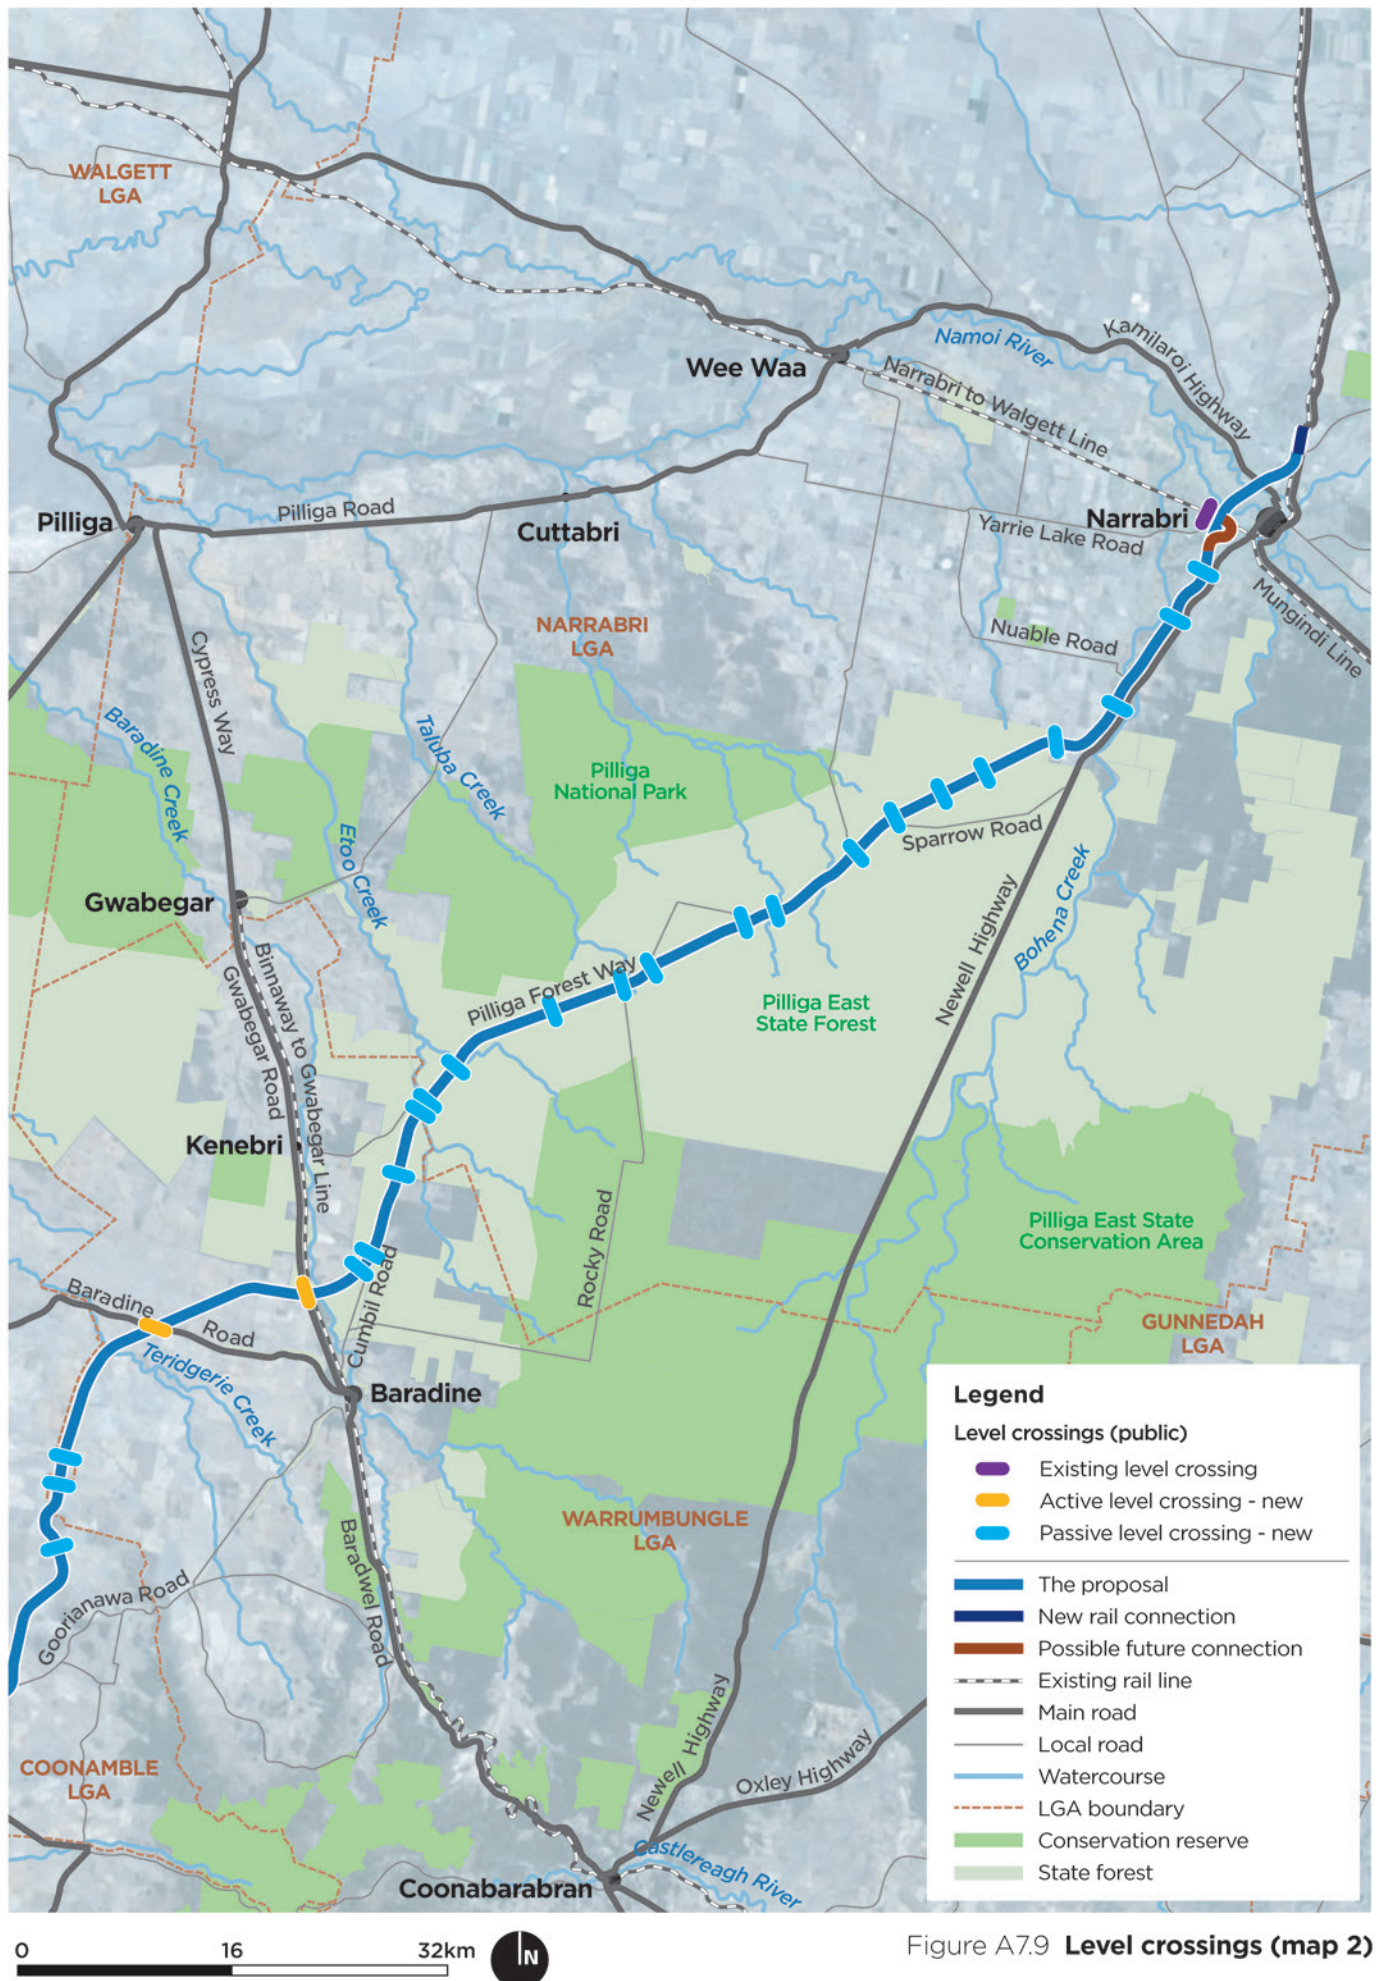 WALGETT
LGA
Wee Waa
Namoi River
Kamilaroi Highway
Narrabri to Walgett Line
Pilliga
Pilliga Road
Cuttabri
Narrabri
Yarrie Lake Road
Mungindi Line
NARRABRI
LGA
Nuable Road
Cypress Way
Baradine Creek
Taluba Creek
Etoo Creek
Pilliga
National Park
Sparrow Road
Gwabegar
Newell Highway
Bohena Creek
Binnaway to Gwabegar Line
Gwabegar Road
Pilliga Forest Way
Pilliga East
State Forest
Kenebri
Rocky Road
Pilliga East State
Conservation Area
Cumbil Road
Baradine
Road
Teridgerie Creek
Baradine
GUNNEDAH
LGA
WARRUMBUNGLE
LGA
Baradwel Road
Goorianawa Road
COONAMBLE
LGA
Newell Highway
Oxley Highway
Castlereagh River
Coonabarabran
Legend
Level crossings (public)
Existing level crossing
Active level crossing - new
Passive level crossing - new
The proposal
New rail connection
Possible future connection
Existing rail line
Main road
Local road
Watercourse
LGA boundary
Conservation reserve
State forest
0 16 32km
N
Figure A7.9 Level crossings (map 2)